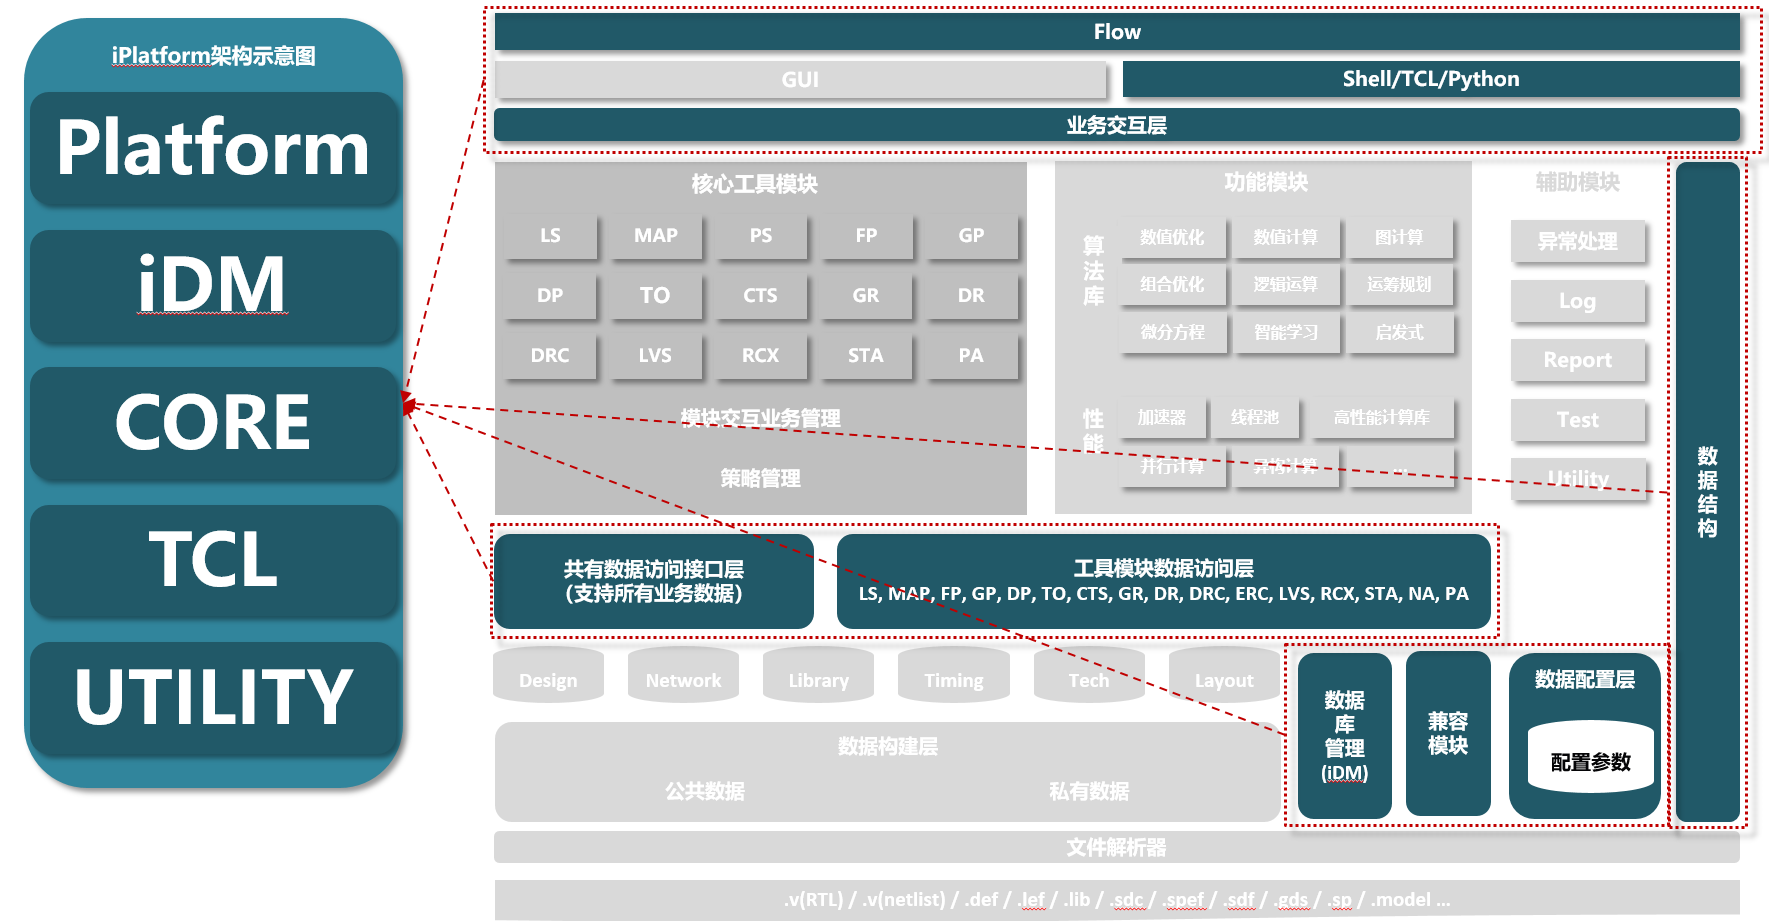 iPlatform架构示意图
Platform
iDM
CORE
TCL
UTILITY
Flow
GUI
Shell/TCL/Python
业务交互层
核心工具模块
LS MAP PS FP GP
DP TO CTS GR DR
DRC LVS RCX STA PA
模块交互业务管理
策略管理
功能模块
算法库
数值优化 数值计算 图计算
组合优化 逻辑运算 运筹规划
微分方程 智能学习 启发式
性能
加速器 线程池 高性能计算库
并行计算 异构计算 ...
辅助模块
异常处理
Log
Report
Test
Utility
数据结构
共有数据访问接口层
（支持所有业务数据）
工具模块数据访问层
LS, MAP, FP, GP, DP, TO, CTS, GR, DR, DRC, ERC, LVS, RCX, STA, NA, PA
Design Network Library Timing Tech Layout
数据构建层
公共数据 私有数据
数据
库
管理
(iDM)
兼容
模块
数据配置层
配置参数
文件解析器
.v(RTL) / .v(netlist) / .def / .lef / .lib / .sdc / .spef / .sdf / .gds / .sp / .model ...